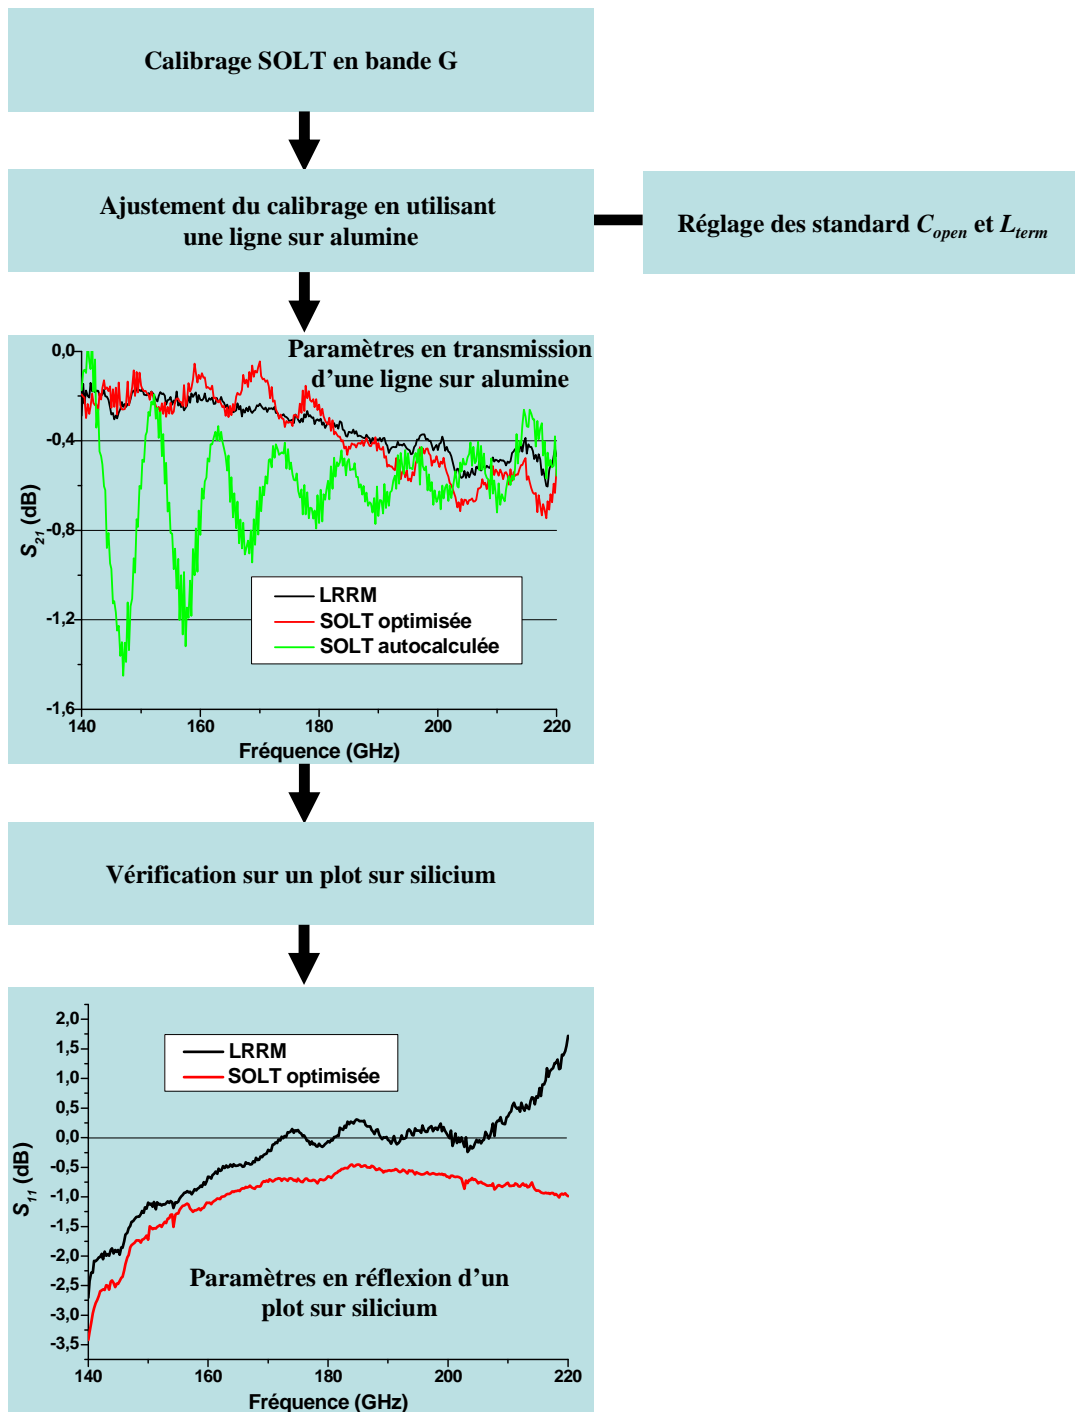 Calibrage SOLT en bande G
Ajustement du calibrage en utilisant
une ligne sur alumine
Réglage des standard C_open et L_term
Paramètres en transmission
d’une ligne sur alumine
S_21 (dB)
0,0
-0,4
-0,8
-1,2
-1,6
LRRM
SOLT optimisée
SOLT autocalculée
140 160 180 200 220
Fréquence (GHz)
Vérification sur un plot sur silicium
S_11 (dB)
2,0
1,5
1,0
0,5
0,0
-0,5
-1,0
-1,5
-2,0
-2,5
-3,0
-3,5
LRRM
SOLT optimisée
Paramètres en réflexion d’un
plot sur silicium
140 160 180 200 220
Fréquence (GHz)